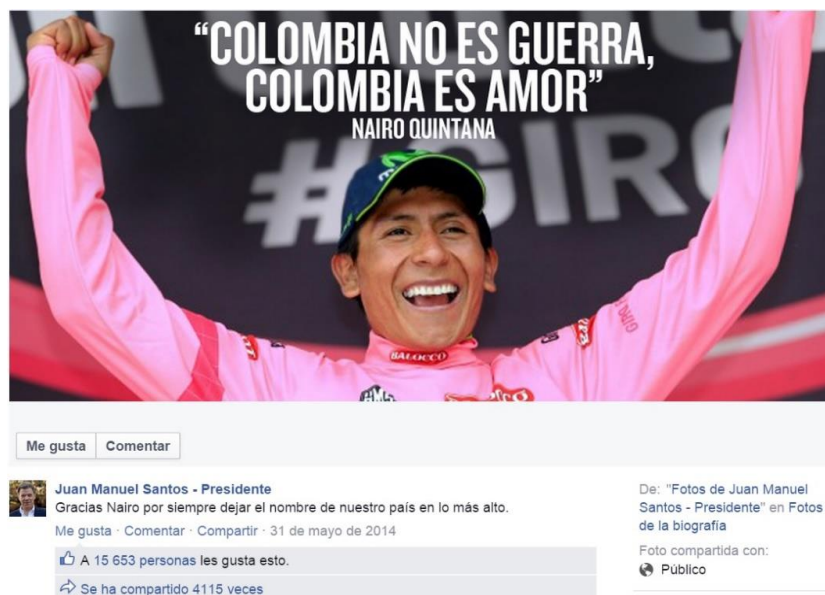 “COLOMBIA NO ES GUERRA,
COLOMBIA ES AMOR”
NAIRO QUINTANA
#GIRO
BALOCCO
GIRO
Me gusta Comentar
Juan Manuel Santos - Presidente
Gracias Nairo por siempre dejar el nombre de nuestro país en lo más alto.
Me gusta · Comentar · Compartir · 31 de mayo de 2014
A 15 653 personas les gusta esto.
Se ha compartido 4115 veces
De: "Fotos de Juan Manuel
Santos - Presidente" en Fotos
de la biografía
Foto compartida con:
Público